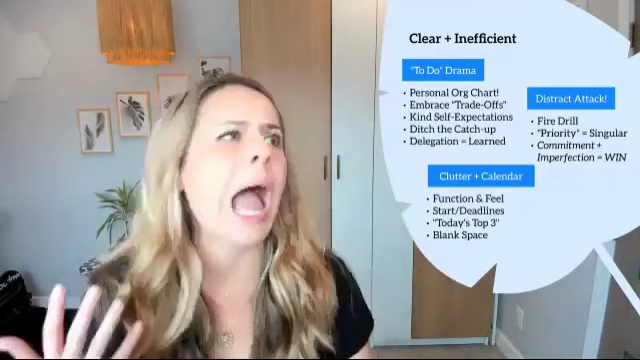 Clear + Inefficient
"To Do" Drama
• Personal Org Chart!
• Embrace "Trade-Offs"
• Kind Self-Expectations
• Ditch the Catch-up
• Delegation = Learned
Distract Attack!
• Fire Drill
• "Priority" = Singular
• Commitment +
Imperfection = WIN
Clutter + Calendar
• Function & Feel
• Start/Deadlines
• "Today's Top 3"
• Blank Space